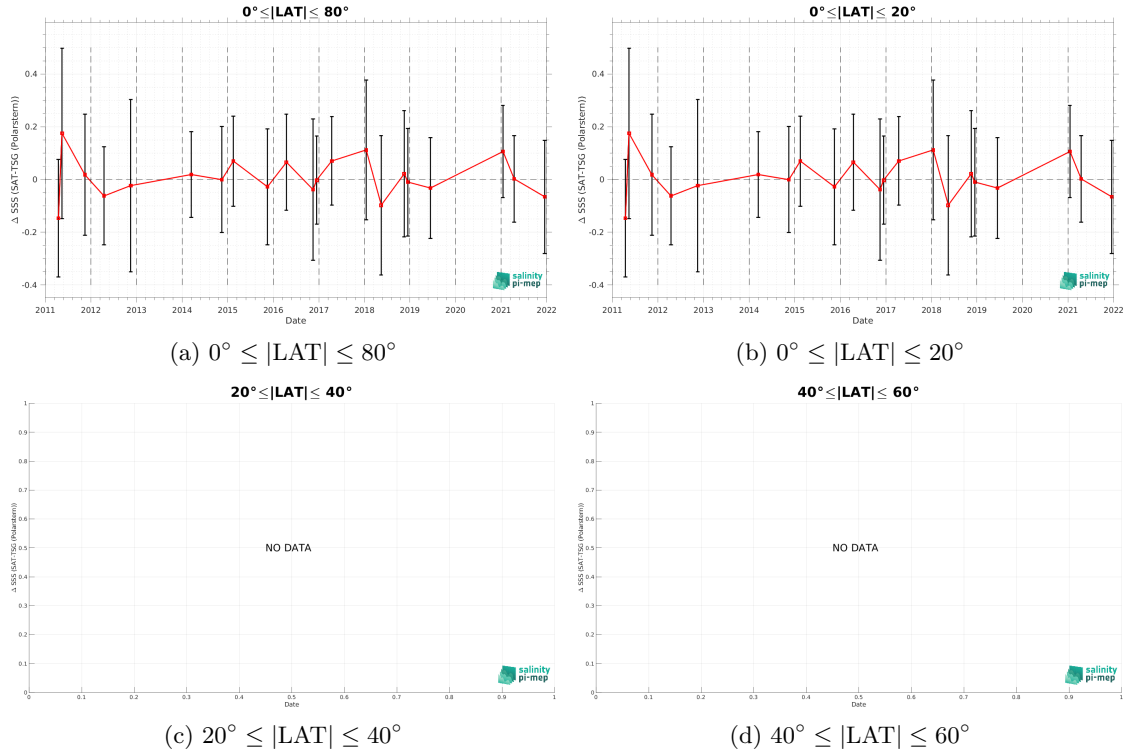 0°≤|LAT|≤ 80°
Δ SSS (SAT-TSG (Polarstern))
0.4
0.2
0
-0.2
-0.4
2011 2012 2013 2014 2015 2016 2017 2018 2019 2020 2021 2022
Date
salinity
pi-mep
(a) 0° ≤ |LAT| ≤ 80°
0°≤|LAT|≤ 20°
Δ SSS (SAT-TSG (Polarstern))
0.4
0.2
0
-0.2
-0.4
2011 2012 2013 2014 2015 2016 2017 2018 2019 2020 2021 2022
Date
salinity
pi-mep
(b) 0° ≤ |LAT| ≤ 20°
20°≤|LAT|≤ 40°
Δ SSS (SAT-TSG (Polarstern))
1
0.9
0.8
0.7
0.6
0.5
0.4
0.3
0.2
0.1
0
NO DATA
0 0.1 0.2 0.3 0.4 0.5 0.6 0.7 0.8 0.9 1
Date
salinity
pi-mep
(c) 20° ≤ |LAT| ≤ 40°
40°≤|LAT|≤ 60°
Δ SSS (SAT-TSG (Polarstern))
1
0.9
0.8
0.7
0.6
0.5
0.4
0.3
0.2
0.1
0
NO DATA
0 0.1 0.2 0.3 0.4 0.5 0.6 0.7 0.8 0.9 1
Date
salinity
pi-mep
(d) 40° ≤ |LAT| ≤ 60°